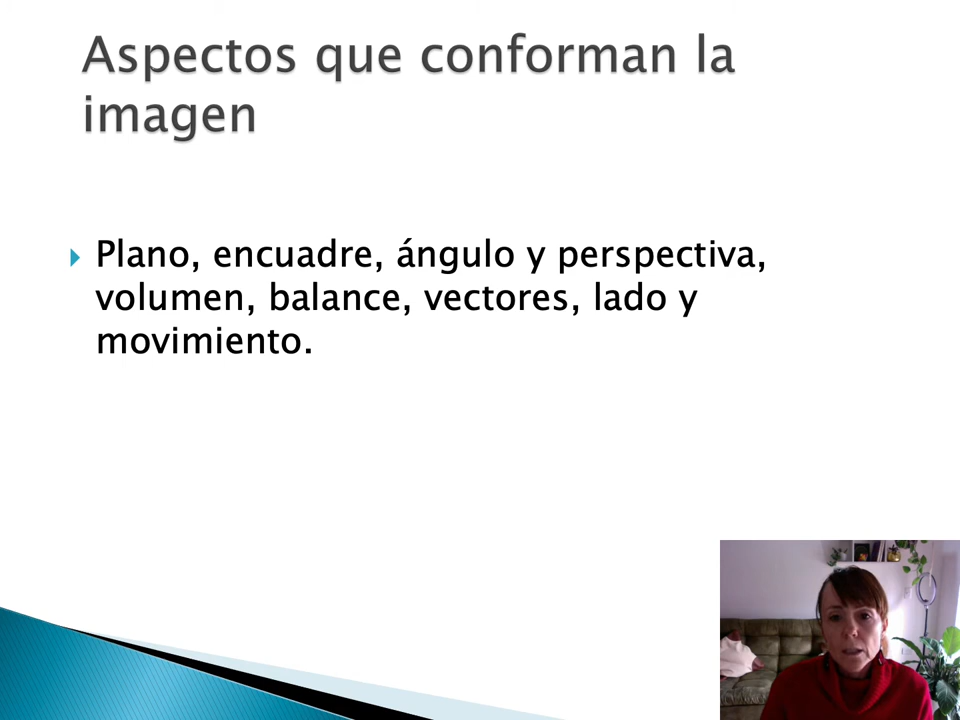 Aspectos que conforman la
imagen
Plano, encuadre, ángulo y perspectiva,
volumen, balance, vectores, lado y
movimiento.